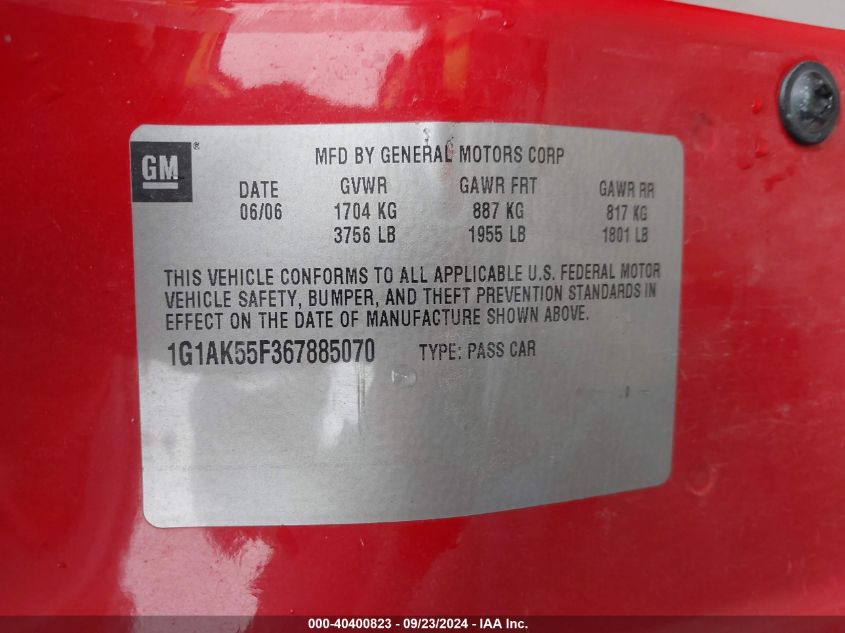 GM®
MFD BY GENERAL MOTORS CORP
DATE GVWR GAWR FRT GAWR RR
06/06 1704 KG 887 KG 817 KG
3756 LB 1955 LB 1801 LB
THIS VEHICLE CONFORMS TO ALL APPLICABLE U.S. FEDERAL MOTOR
VEHICLE SAFETY, BUMPER, AND THEFT PREVENTION STANDARDS IN
EFFECT ON THE DATE OF MANUFACTURE SHOWN ABOVE.
1G1AK55F367885070 TYPE: PASS CAR
000-40400823 - 09/23/2024 - IAA Inc.